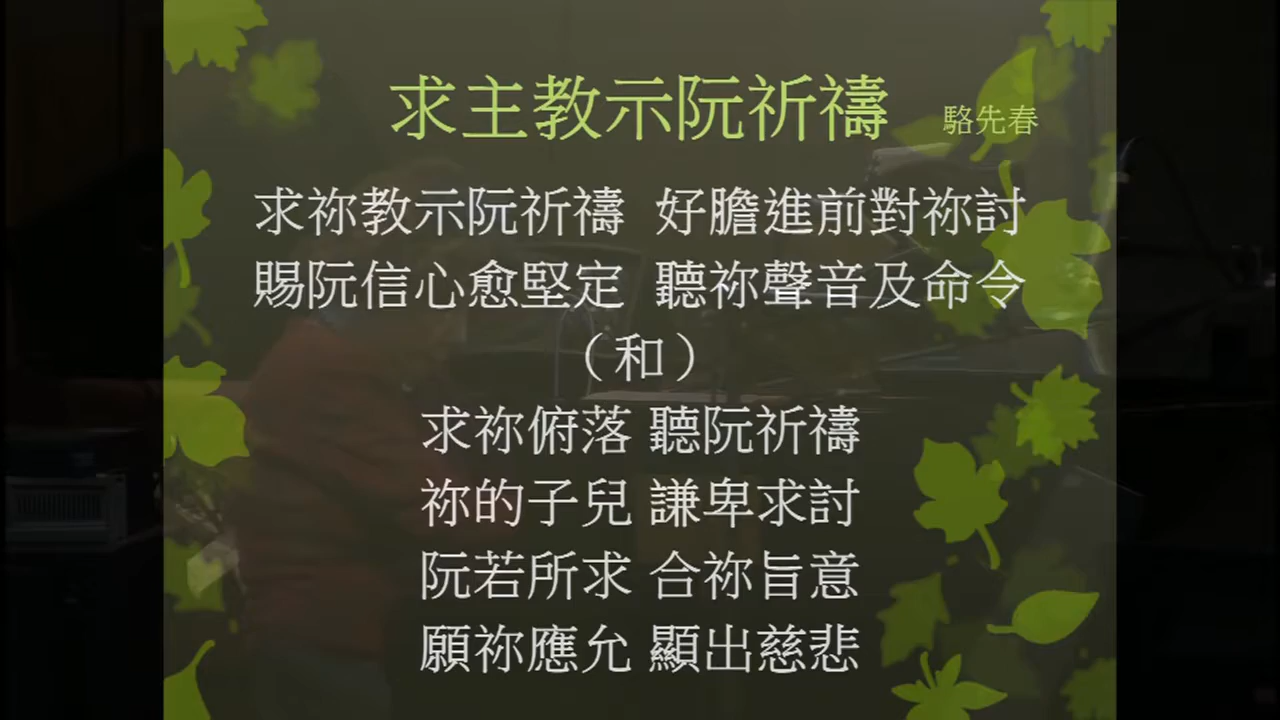 求主教示阮祈禱 駱先春
求祢教示阮祈禱 好膽進前對祢討
賜阮信心愈堅定 聽祢聲音及命令
（和）
求祢俯落 聽阮祈禱
祢的子兒 謙卑求討
阮若所求 合祢旨意
願祢應允 顯出慈悲